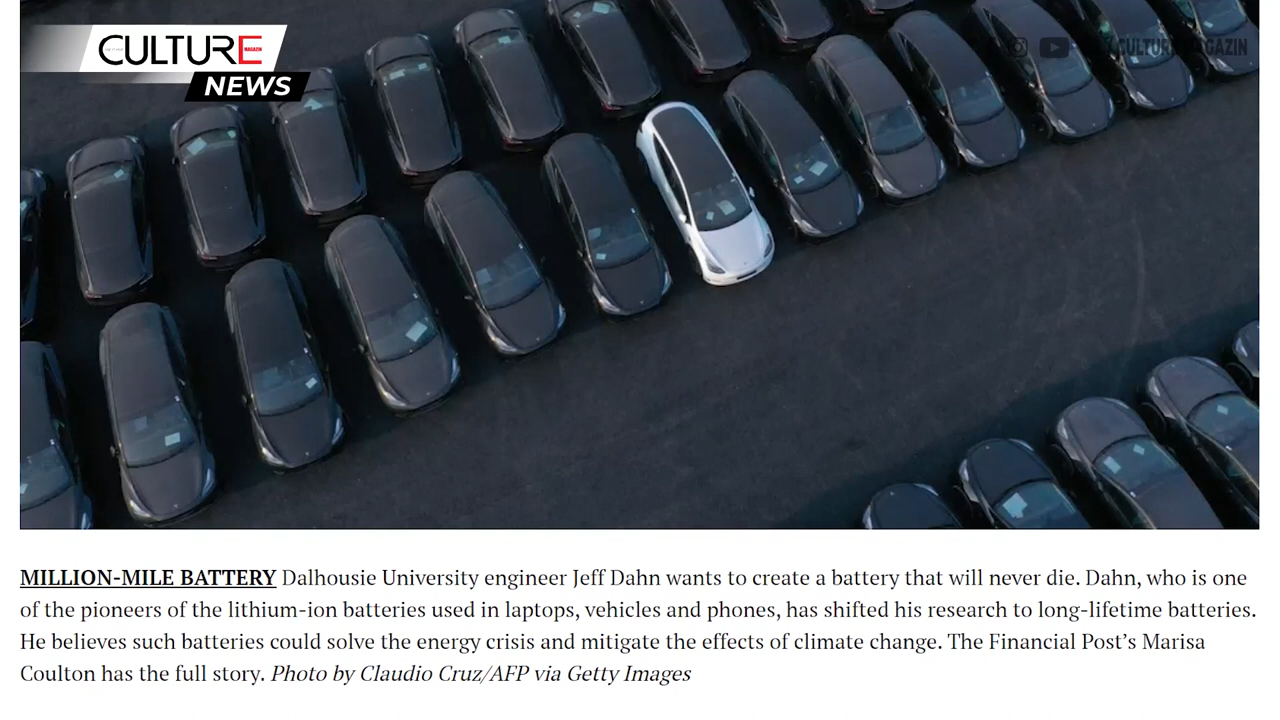 CULTURE
MAGAZIN
NEWS
CULTURE MAGAZIN
MILLION-MILE BATTERY Dalhousie University engineer Jeff Dahn wants to create a battery that will never die. Dahn, who is one
of the pioneers of the lithium-ion batteries used in laptops, vehicles and phones, has shifted his research to long-lifetime batteries.
He believes such batteries could solve the energy crisis and mitigate the effects of climate change. The Financial Post’s Marisa
Coulton has the full story. Photo by Claudio Cruz/AFP via Getty Images